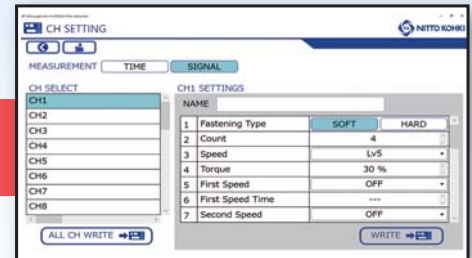 CH SETTING
NITTO KOHKI
MEASUREMENT TIME SIGNAL
CH SELECT
CH1
CH2
CH3
CH4
CH5
CH6
CH7
CH8
ALL CH WRITE
CH1 SETTINGS
NAME
1 Fastening Type SOFT HARD
2 Count 4
3 Speed Lv5
4 Torque 30 %
5 First Speed OFF
6 First Speed Time ---
7 Second Speed OFF
WRITE